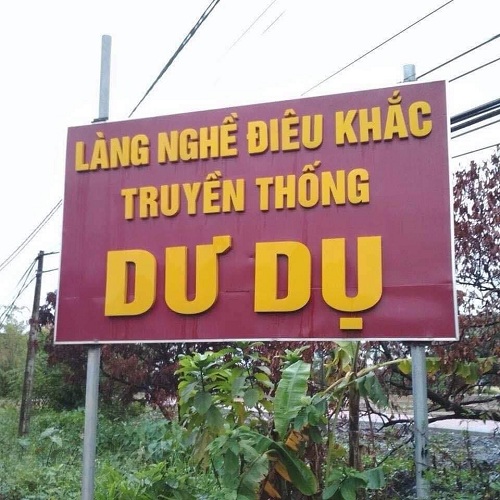 LÀNG NGHỀ ĐIÊU KHẮC
TRUYỀN THỐNG
DƯ DỤ